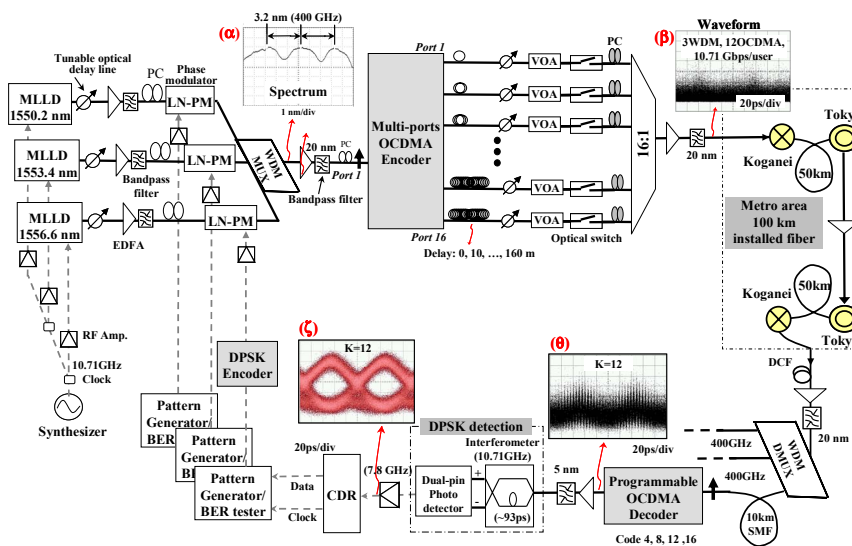 (α)
3.2 nm (400 GHz)
Spectrum
1 nm/div
Tunable optical
delay line
PC
Phase
modulator
MLLD
1550.2 nm
LN-PM
MLLD
1553.4 nm
LN-PM
Bandpass
filter
MLLD
1556.6 nm
LN-PM
EDFA
WDM
MUX
20 nm
PC
Port 1
Bandpass filter
Multi-ports
OCDMA
Encoder
Port 1
Port 16
VOA
VOA
VOA
VOA
VOA
PC
Optical switch
Delay: 0, 10, …, 160 m
16:1
(β)
Waveform
3WDM, 12OCDMA,
10.71 Gbps/user
20ps/div
20 nm
Koganei
Toky
50km
Metro area
100 km
installed fiber
50km
Koganei
Toky
DCF
20 nm
WDM
DMUX
400GHz
400GHz
10km
SMF
Programmable
OCDMA
Decoder
Code 4, 8, 12 ,16
(θ)
K=12
20ps/div
5 nm
DPSK detection
Interferometer
(10.71GHz)
(~93ps)
Dual-pin
Photo
detector
+
-
(7.8 GHz)
(ζ)
K=12
20ps/div
CDR
Data
Clock
DPSK
Encoder
Pattern
Generator/
BER tester
Pattern
Generator/
BER
Pattern
Generator/
BER
RF Amp.
10.71GHz
Clock
Synthesizer